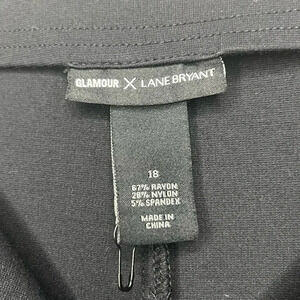 GLAMOUR X LANE BRYANT
18
67% RAYON
28% NYLON
5% SPANDEX
MADE IN
CHINA